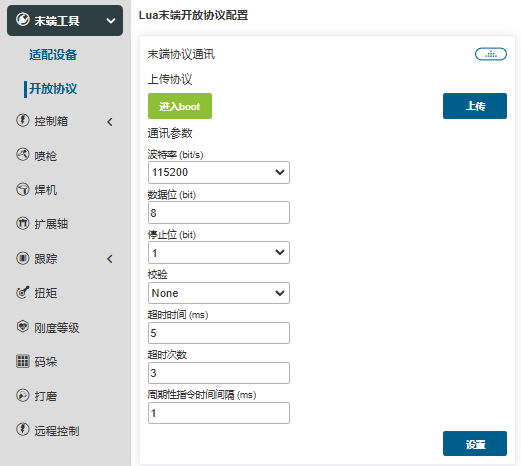 末端工具
适配设备
开放协议
控制箱
喷枪
焊机
扩展轴
跟踪
扭矩
刚度等级
码垛
打磨
远程控制
Lua末端开放协议配置
末端协议通讯
上传协议
进入boot
上传
通讯参数
波特率 (bit/s)
115200
数据位 (bit)
8
停止位 (bit)
1
校验
None
超时时间 (ms)
5
超时次数
3
周期性指令时间间隔 (ms)
1
设置